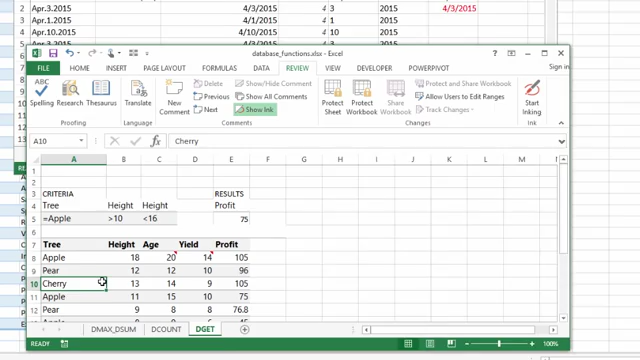 Apr.3.2015 4/3/2015 4 3 2015 4/3/2015
Apr.1.2015 4/1/2015 4 1 2015
Apr.10.2015 4/10/2015 4 10 2015
database_functions.xlsx - Excel
FILE HOME INSERT PAGE LAYOUT FORMULAS DATA REVIEW VIEW DEVELOPER POWERPIVOT Sign in
ABC Delete Show/Hide Comment Protect and Share Workbook
Previous Show All Comments Allow Users to Edit Ranges
Next Show Ink Track Changes
Spelling Research Thesaurus Translate New Comment Protect Sheet Protect Workbook Share Workbook Start Inking
Proofing Language Comments Changes Ink
A10 fx Cherry
A B C D E F G H I J K L M N
1
2
3 CRITERIA RESULTS
4 Tree Height Height Profit
5 =Apple >10 <16 75
6
7 Tree Height Age Yield Profit
8 Apple 18 20 14 105
9 Pear 12 12 10 96
10 Cherry 13 14 9 105
11 Apple 14 15 10 75
12 Pear 9 8 8 76.8
DMAX_DSUM DCOUNT DGET
READY 100%